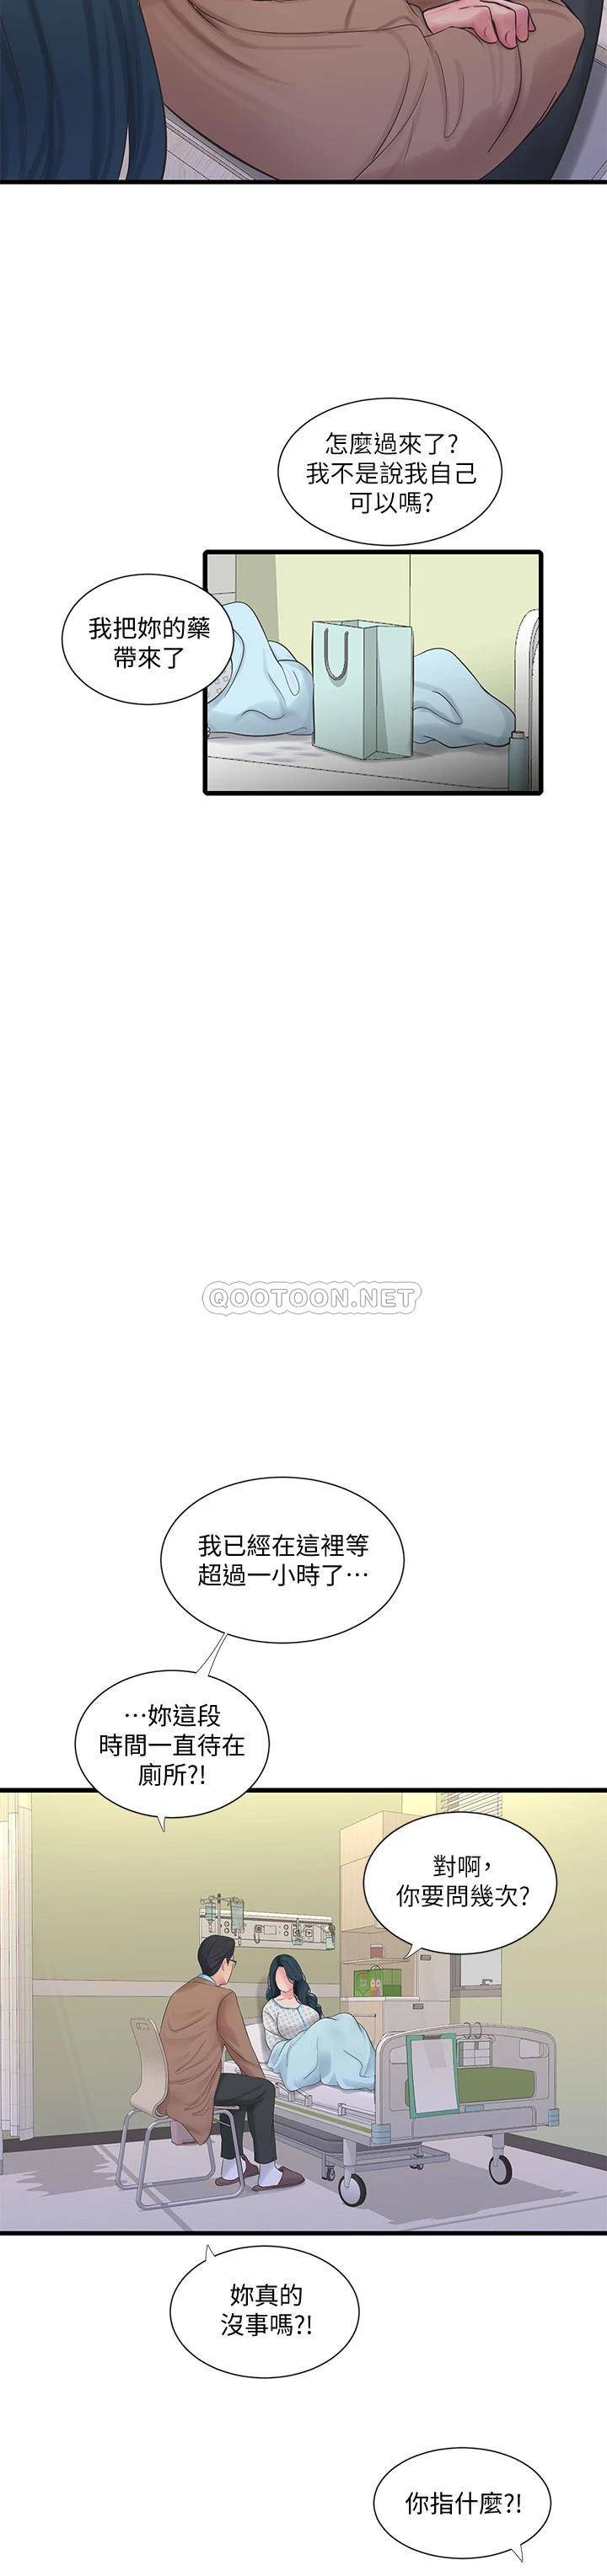 怎麼過來了?
我不是說我自己
可以嗎?
我把妳的藥
帶來了
QOOTOON.NET
我已經在這裡等
超過一小時了…
…妳這段
時間一直待在
廁所?!
對啊,
你要問幾次?
妳真的
沒事嗎?!
你指什麼?!